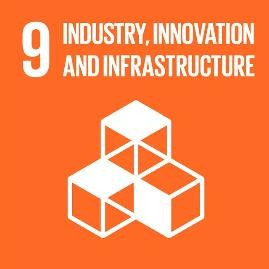 9 INDUSTRY, INNOVATION
AND INFRASTRUCTURE